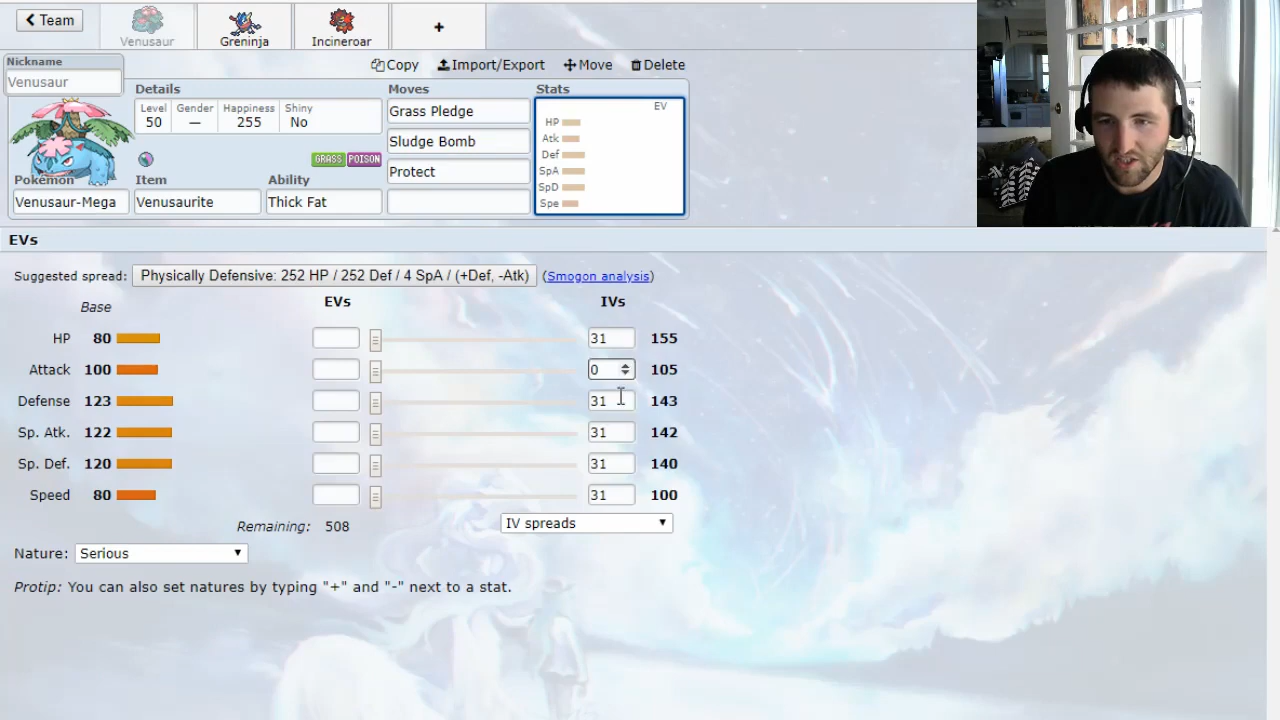 Team
Venusaur
Greninja
Incineroar
+
Nickname
Venusaur
Copy
Import/Export
Move
Delete
Details
Moves
Stats
Level
Gender
Happiness
Shiny
50
—
255
No
Grass Pledge
Sludge Bomb
Protect
EV
HP
Atk
Def
SpA
SpD
Spe
GRASS POISON
Pokémon
Item
Ability
Venusaur-Mega
Venusaurite
Thick Fat
EVs
Suggested spread: Physically Defensive: 252 HP / 252 Def / 4 SpA / (+Def, -Atk) (Smogon analysis)
Base EVs IVs
HP 80 31 155
Attack 100 0 105
Defense 123 31 143
Sp. Atk. 122 31 142
Sp. Def. 120 31 140
Speed 80 31 100
Remaining: 508 IV spreads
Nature: Serious
Protip: You can also set natures by typing "+" and "-" next to a stat.